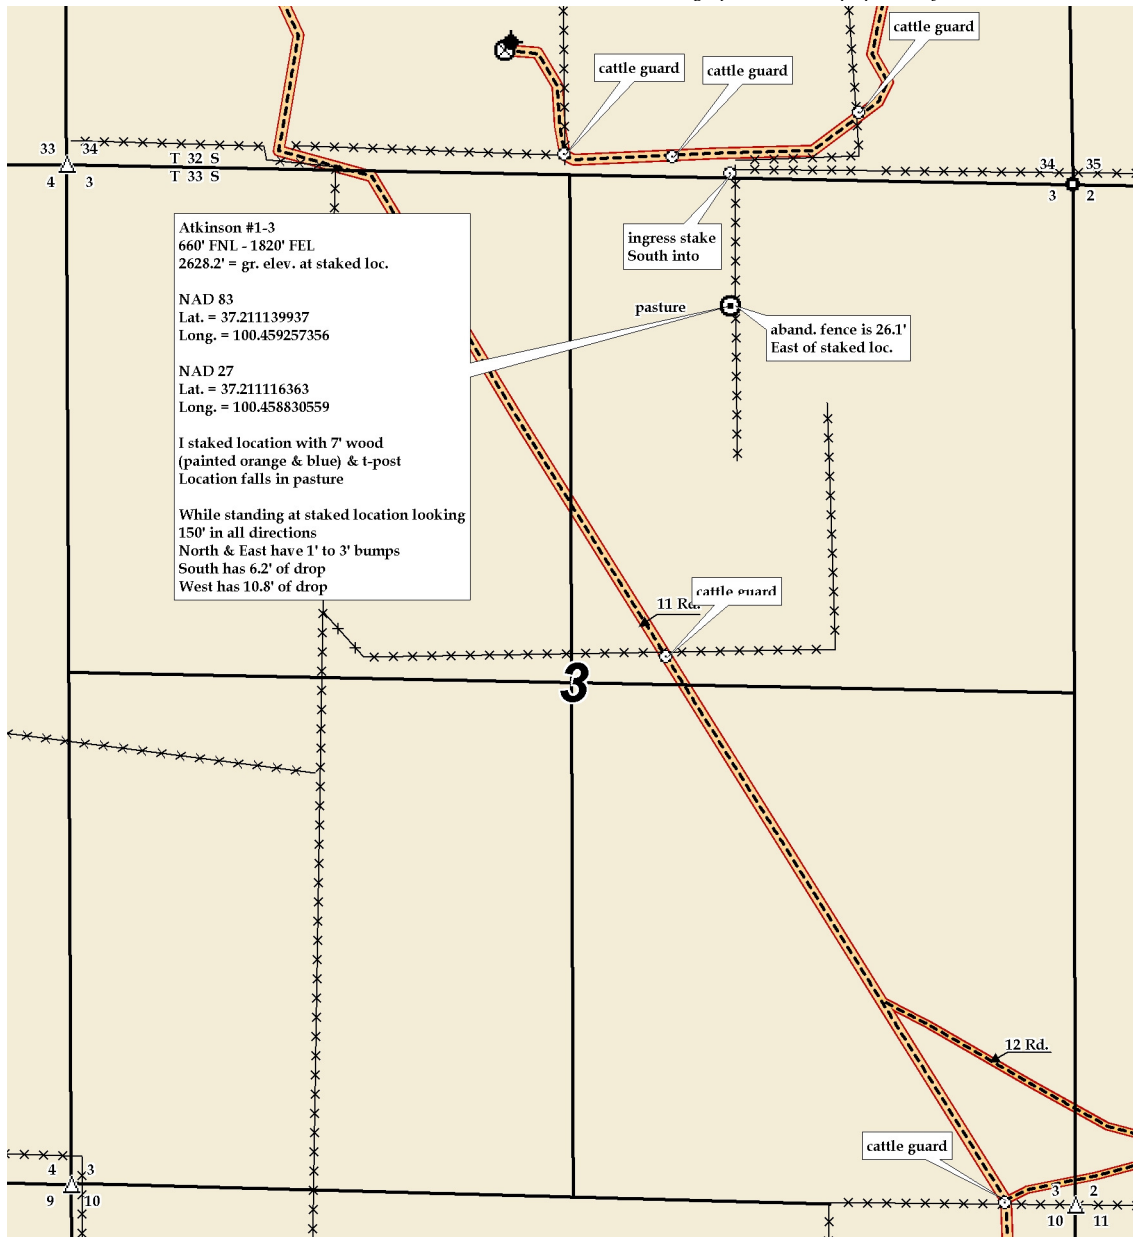 cattle guard
cattle guard
cattle guard
33
34
T 32 S
T 33 S
4
3
34
35
3
2
Atkinson #1-3
660' FNL - 1820' FEL
2628.2' = gr. elev. at staked loc.
NAD 83
Lat. = 37.211139937
Long. = 100.459257356
NAD 27
Lat. = 37.211116363
Long. = 100.458830559
I staked location with 7' wood
(painted orange & blue) & t-post
Location falls in pasture
While standing at staked location looking
150' in all directions
North & East have 1' to 3' bumps
South has 6.2' of drop
West has 10.8' of drop
ingress stake
South into
pasture
aband. fence is 26.1'
East of staked loc.
cattle guard
11 Rd.
3
12 Rd.
cattle guard
4
3
9
10
3
2
10
11